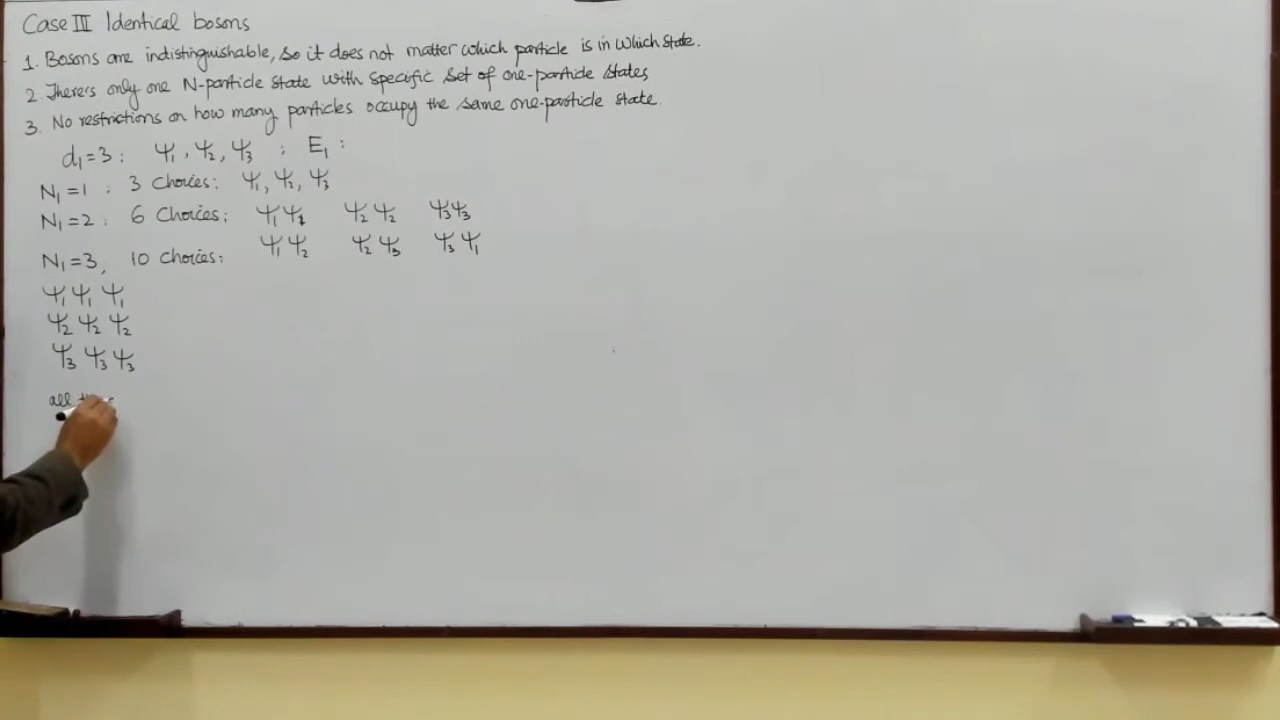 Case III Identical bosons
1. Bosons are indistinguishable, so it does not matter which particle is in which state.
2 There's only one N-particle state with specific set of one-particle states
3. No restrictions on how many particles occupy the same one-particle state.
d₁=3 : Ψ₁, Ψ₂, Ψ₃ ; E₁ :
N₁=1 : 3 Choices: Ψ₁, Ψ₂, Ψ₃
N₁=2 : 6 Choices: Ψ₁Ψ₁ Ψ₂Ψ₂ Ψ₃Ψ₃
Ψ₁Ψ₂ Ψ₂Ψ₃ Ψ₃Ψ₁
N₁=3, 10 Choices:
Ψ₁Ψ₁Ψ₁
Ψ₂Ψ₂Ψ₂
Ψ₃Ψ₃Ψ₃
all